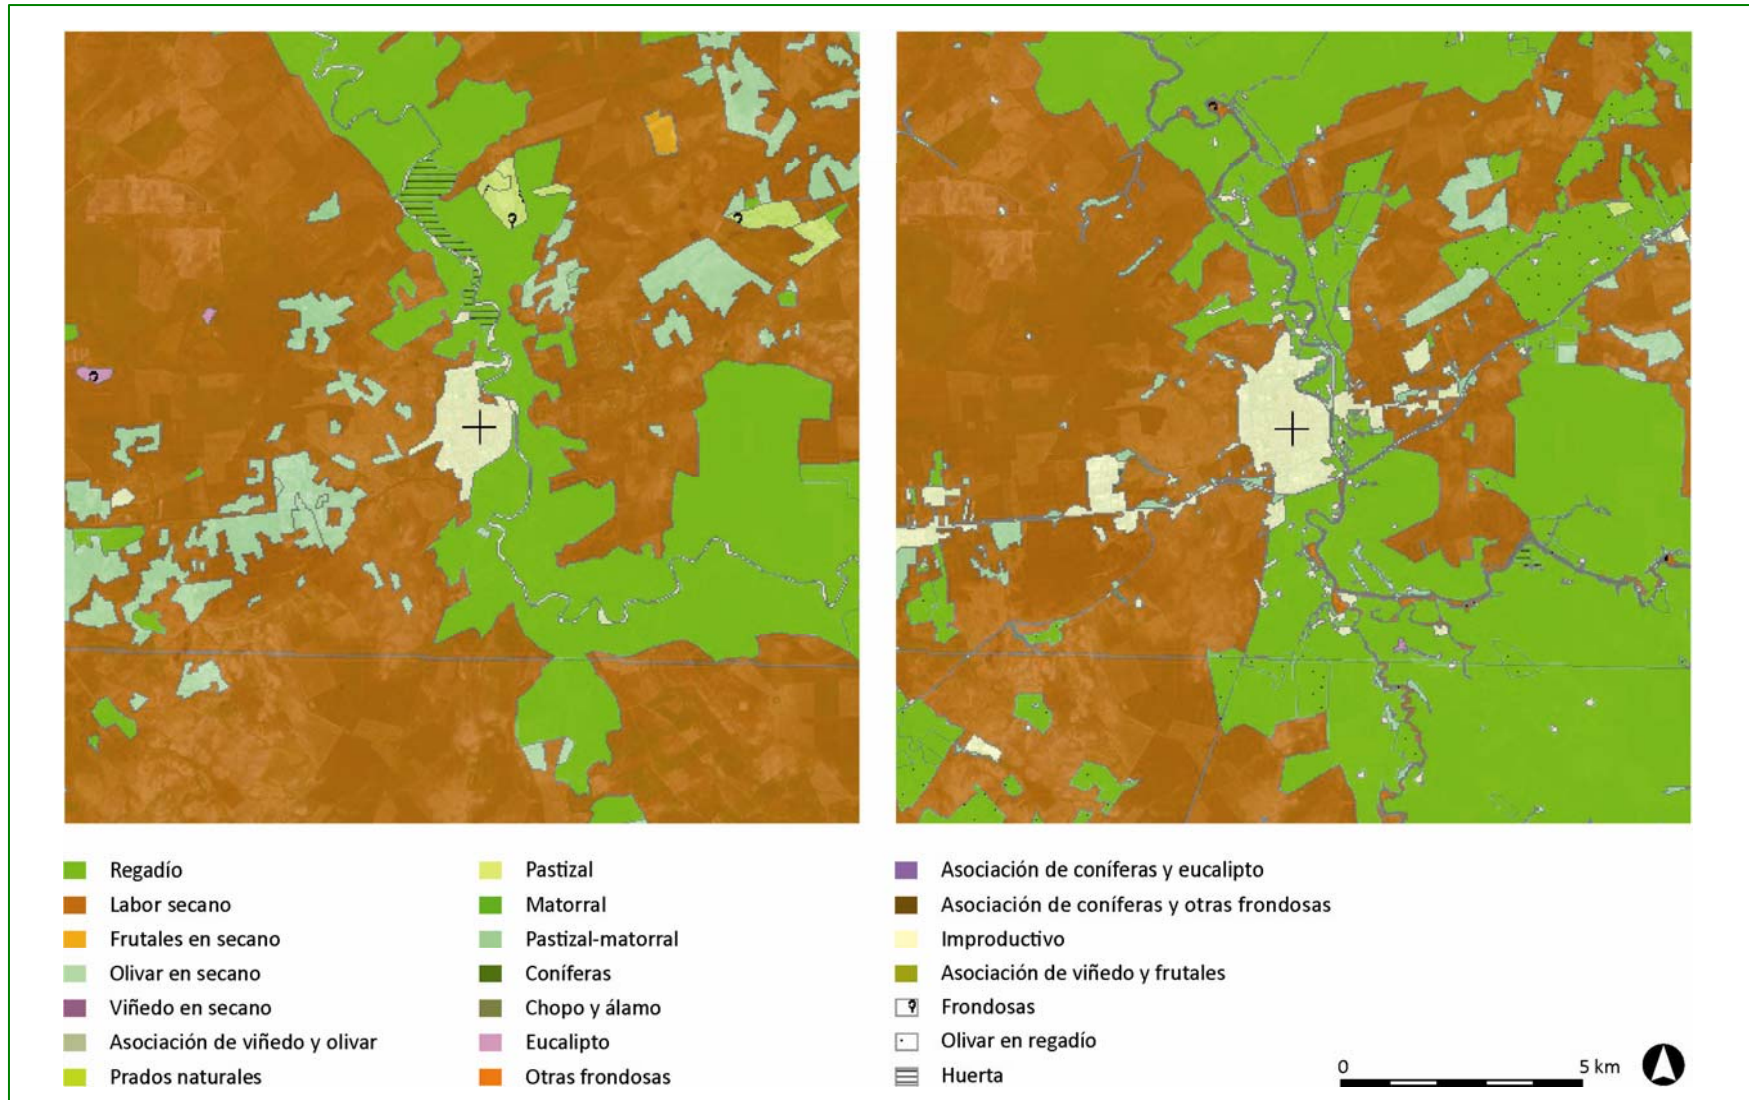 Regadío
Labor secano
Frutales en secano
Olivar en secano
Viñedo en secano
Asociación de viñedo y olivar
Prados naturales
Pastizal
Matorral
Pastizal-matorral
Coníferas
Chopo y álamo
Eucalipto
Otras frondosas
Asociación de coníferas y eucalipto
Asociación de coníferas y otras frondosas
Improductivo
Asociación de viñedo y frutales
Frondosas
Olivar en regadío
Huerta
0 5 km